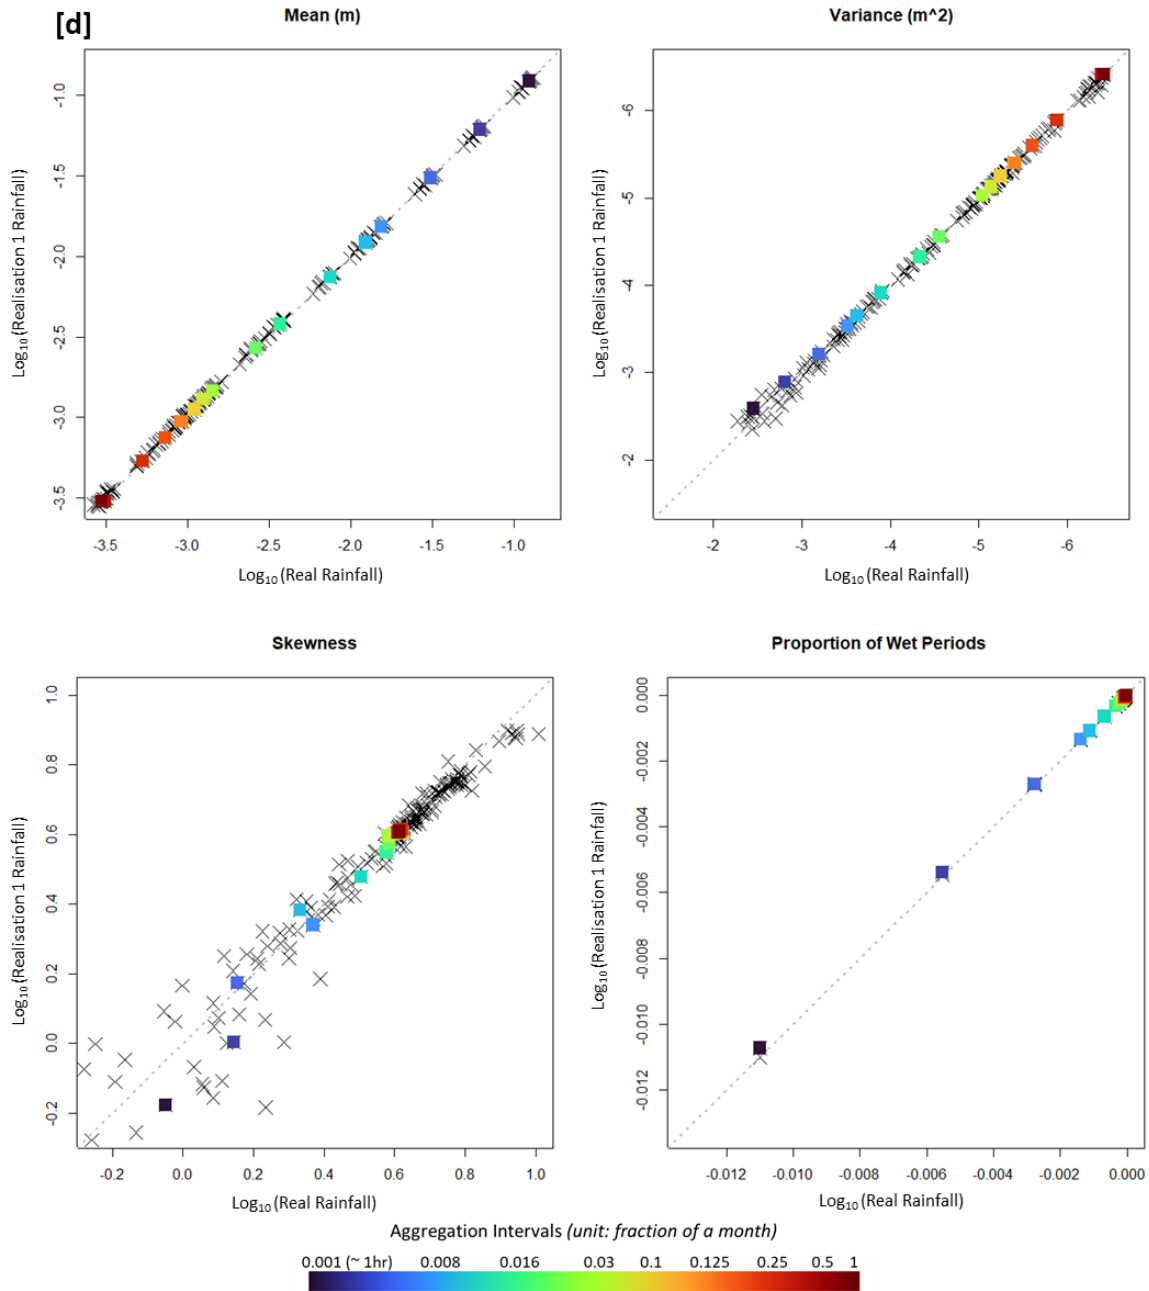 [d]
Mean (m)
Variance (m^2)
Log10 (Realisation 1 Rainfall)
-1.0
-1.5
-2.0
-2.5
-3.0
-3.5
-3.5 -3.0 -2.5 -2.0 -1.5 -1.0
Log10 (Real Rainfall)
Log10 (Realisation 1 Rainfall)
-6
-5
-4
-3
-2
-2 -3 -4 -5 -6
Log10 (Real Rainfall)
Skewness
Proportion of Wet Periods
Log10 (Realisation 1 Rainfall)
1.0
0.8
0.6
0.4
0.2
0.0
-0.2
-0.2 0.0 0.2 0.4 0.6 0.8 1.0
Log10 (Real Rainfall)
Log10 (Realisation 1 Rainfall)
0.000
-0.002
-0.004
-0.006
-0.008
-0.010
-0.012
-0.012 -0.010 -0.008 -0.006 -0.004 -0.002 0.000
Log10 (Real Rainfall)
Aggregation Intervals (unit: fraction of a month)
0.001 (~ 1hr) 0.008 0.016 0.03 0.1 0.125 0.25 0.5 1